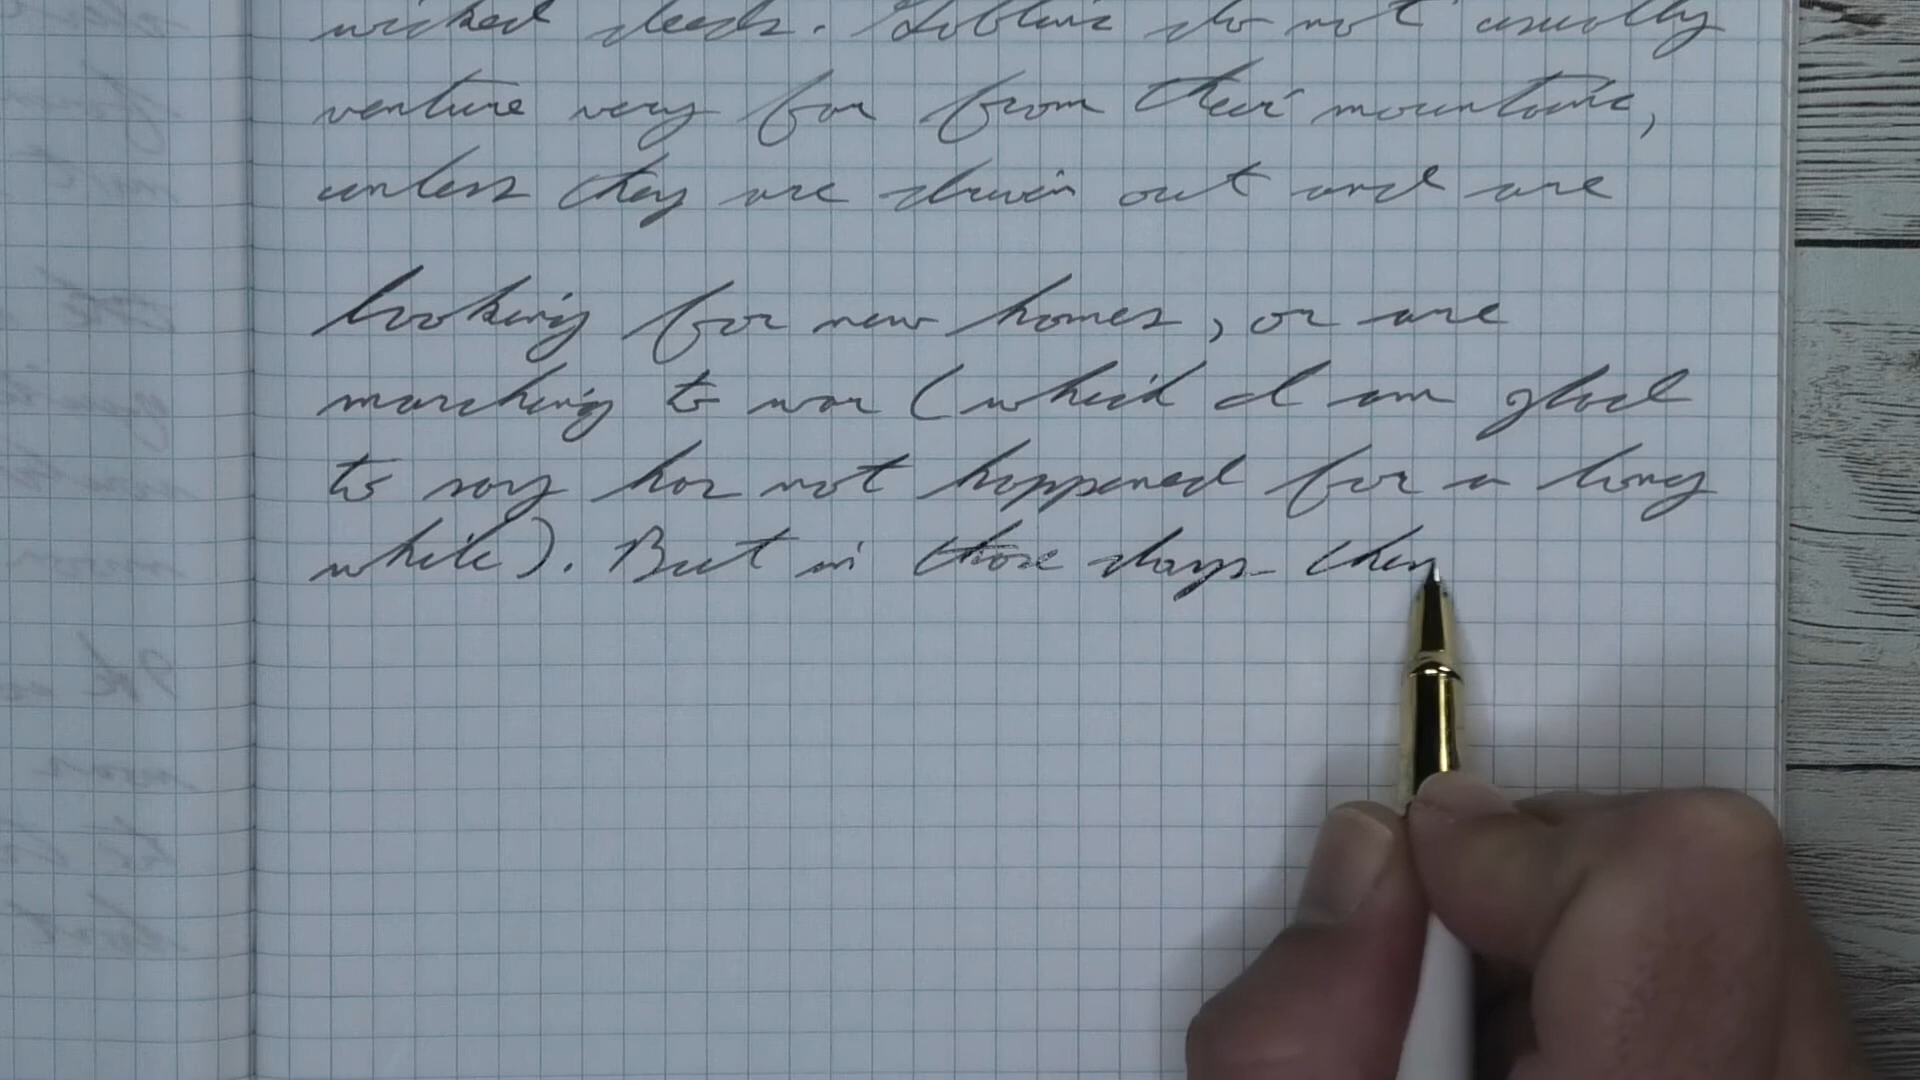 wicked deeds. Goblins do not usually
venture very far from their mountains,
unless they are driven out and are
looking for new homes, or are
marching to war (which I am glad
to say has not happened for a long
while). But in those days then